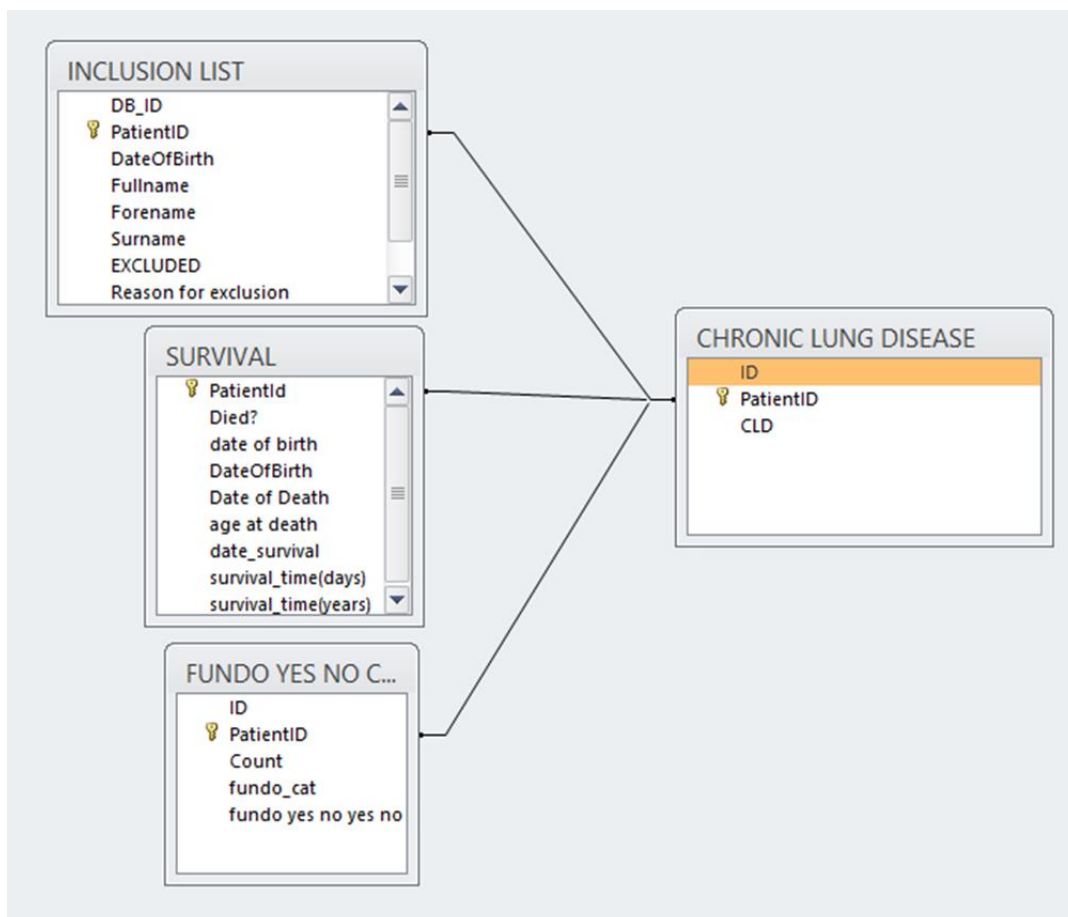 INCLUSION LIST
DB_ID
PatientID
DateOfBirth
Fullname
Forename
Surname
EXCLUDED
Reason for exclusion
SURVIVAL
PatientId
Died?
date of birth
DateOfBirth
Date of Death
age at death
date_survival
survival_time(days)
survival_time(years)
FUNDO YES NO C...
ID
PatientID
Count
fundo_cat
fundo yes no yes no
CHRONIC LUNG DISEASE
ID
PatientID
CLD